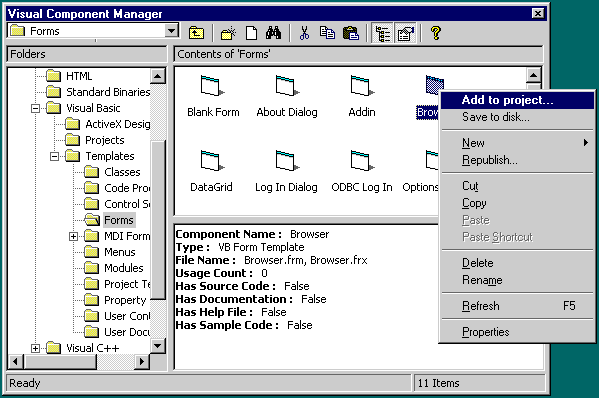 Visual Component Manager
Forms
Folders
Contents of 'Forms'
HTML
Standard Binaries
Visual Basic
ActiveX Desig
Projects
Templates
Classes
Code Proc
Control Se
Forms
MDI Form
Menus
Modules
Project Te
Property
User Cont
User Docu
Visual C++
Blank Form
About Dialog
Addin
Brow
DataGrid
Log In Dialog
ODBC Log In
Options
Component Name : Browser
Type : VB Form Template
File Name : Browser.frm, Browser.frx
Usage Count : 0
Has Source Code : False
Has Documentation : False
Has Help File : False
Has Sample Code : False
Add to project...
Save to disk...
New
Republish...
Cut
Copy
Paste
Paste Shortcut
Delete
Rename
Refresh F5
Properties
Ready
11 Items